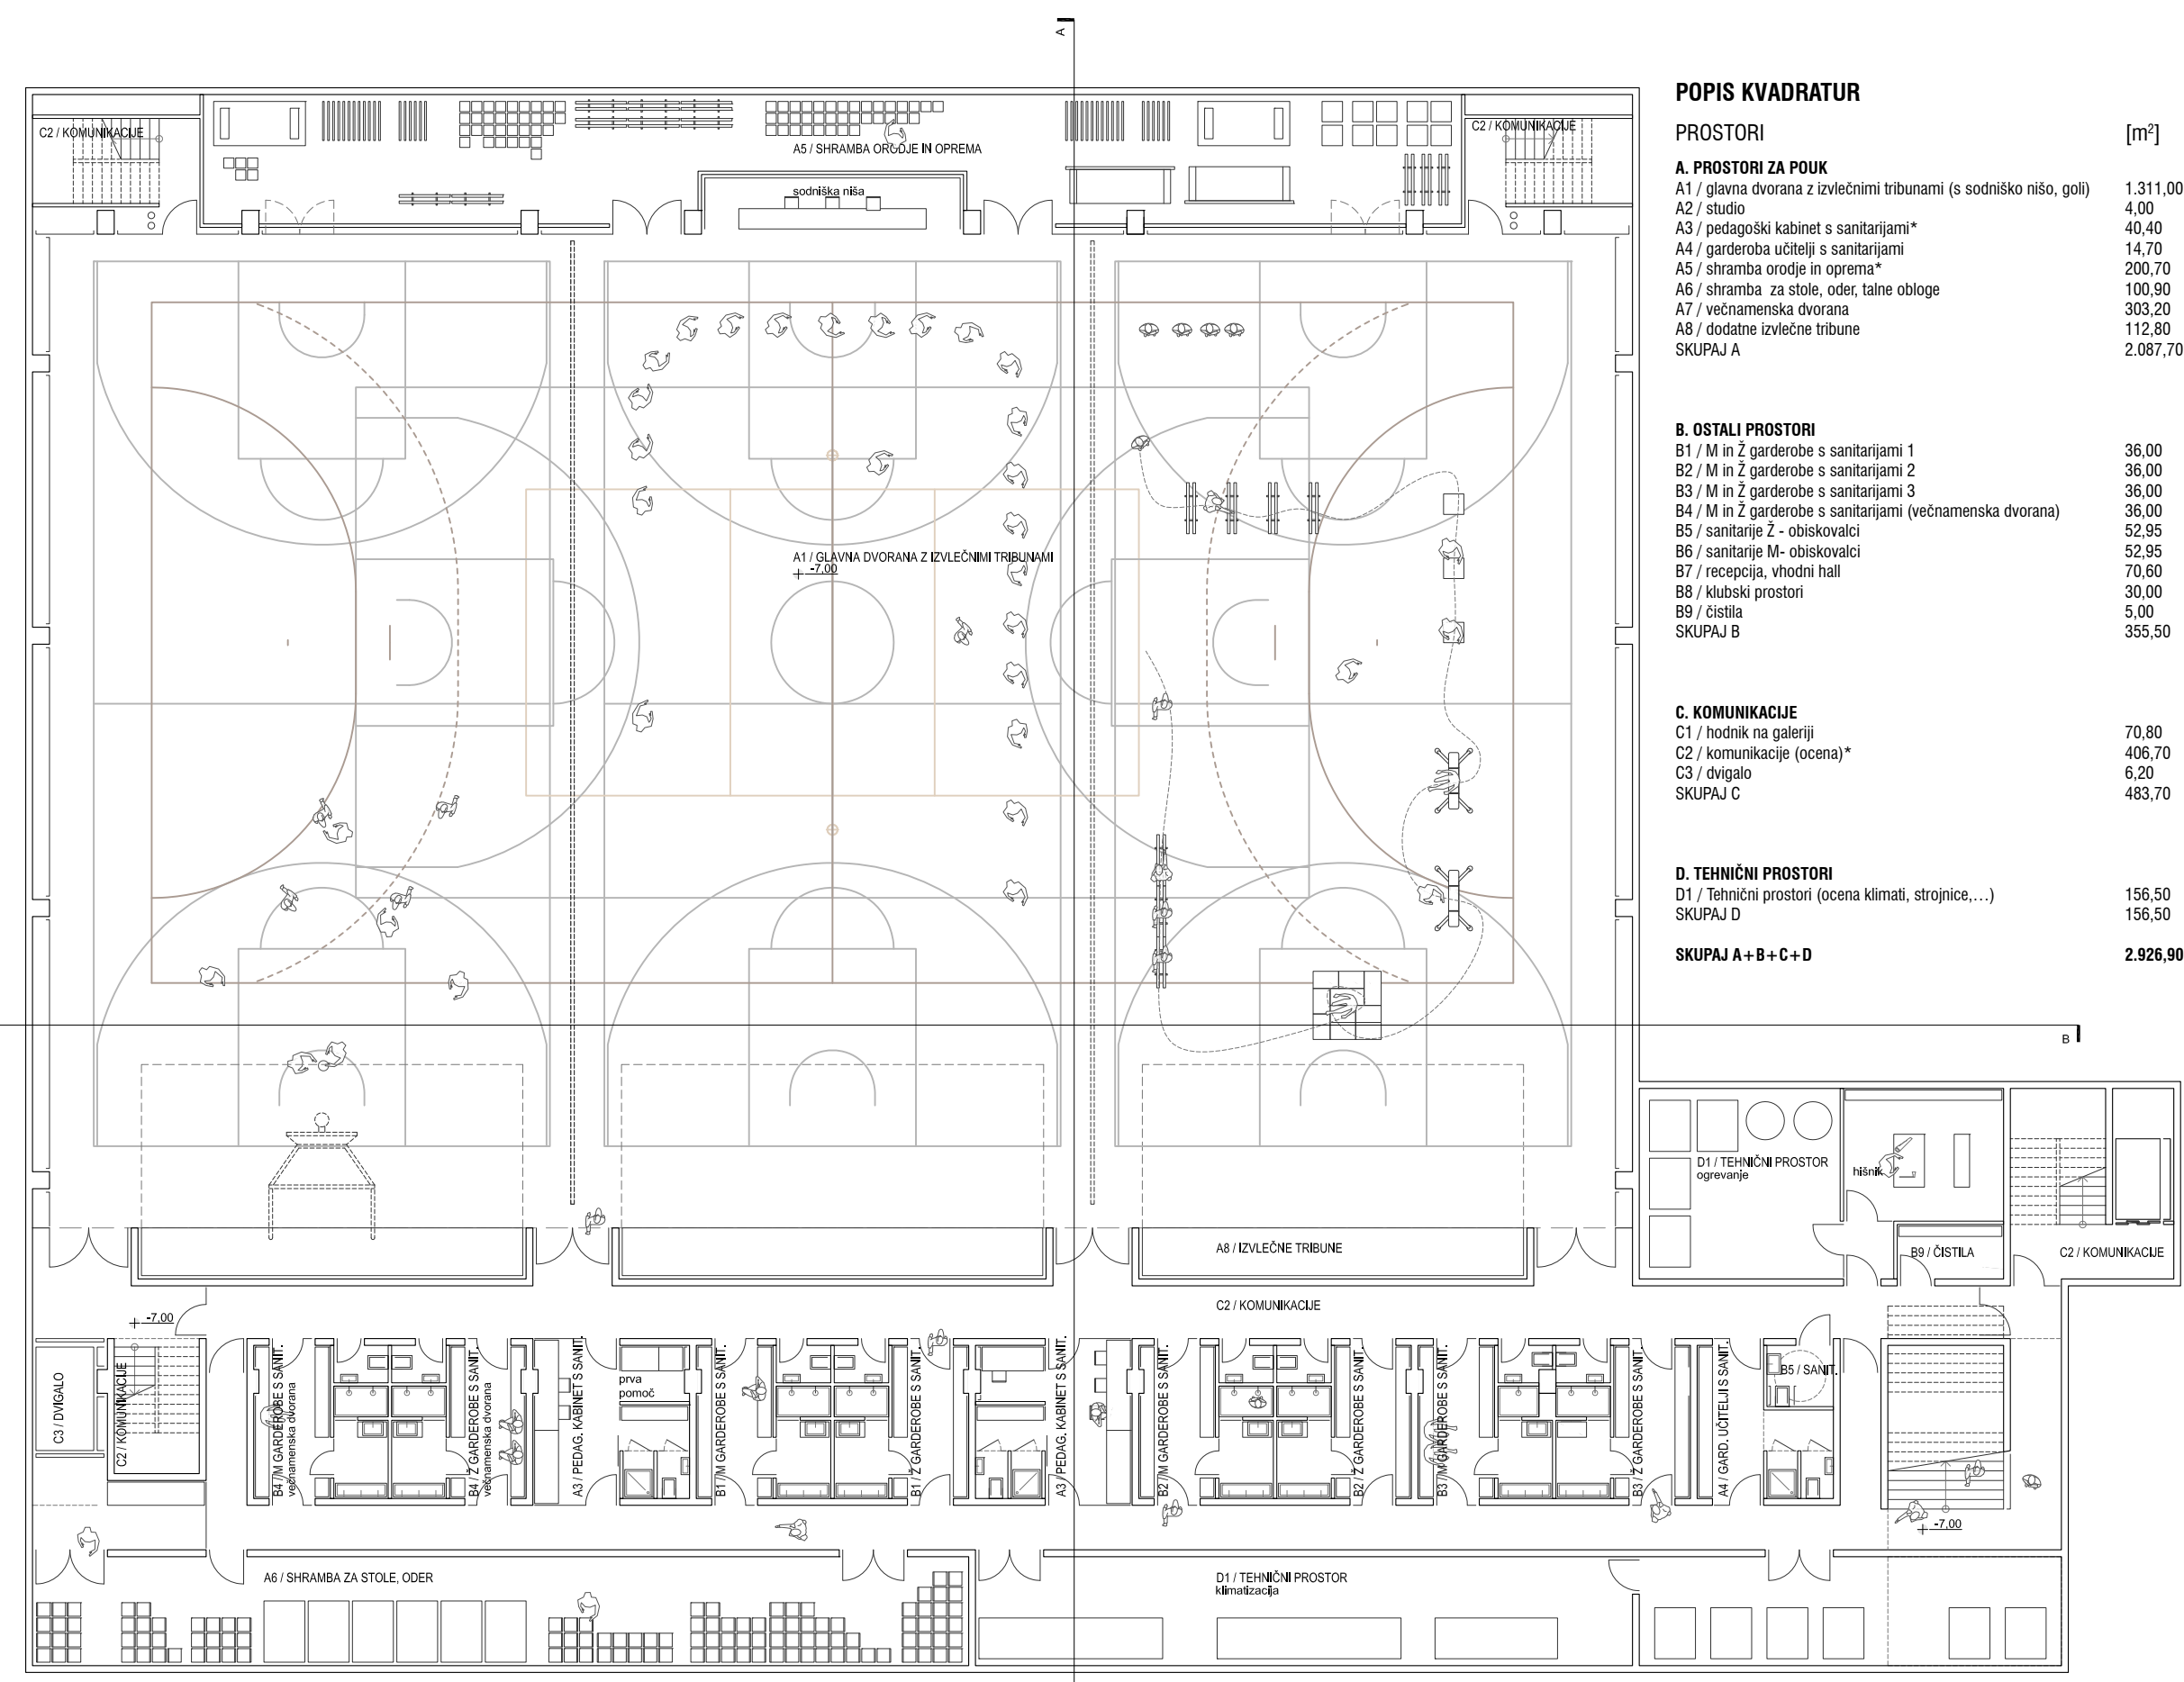 A
POPIS KVADRATUR
PROSTORI [m²]
A. PROSTORI ZA POUK
A1 / glavna dvorana z izvlečnimi tribunami (s sodniško nišo, goli) 1.311,00
A2 / studio 4,00
A3 / pedagoški kabinet s sanitarijami* 40,40
A4 / garderoba učitelji s sanitarijami 14,70
A5 / shramba orodje in oprema* 200,70
A6 / shramba za stole, oder, talne obloge 100,90
A7 / večnamenska dvorana 303,20
A8 / dodatne izvlečne tribune 112,80
SKUPAJ A 2.087,70
B. OSTALI PROSTORI
B1 / M in Ž garderobe s sanitarijami 1 36,00
B2 / M in Ž garderobe s sanitarijami 2 36,00
B3 / M in Ž garderobe s sanitarijami 3 36,00
B4 / M in Ž garderobe s sanitarijami (večnamenska dvorana) 36,00
B5 / sanitarije Ž - obiskovalci 52,95
B6 / sanitarije M- obiskovalci 52,95
B7 / recepcija, vhodni hall 70,60
B8 / klubski prostori 30,00
B9 / čistila 5,00
SKUPAJ B 355,50
C. KOMUNIKACIJE
C1 / hodnik na galeriji 70,80
C2 / komunikacije (ocena)* 406,70
C3 / dvigalo 6,20
SKUPAJ C 483,70
D. TEHNIČNI PROSTORI
D1 / Tehnični prostori (ocena klimati, strojnice,...) 156,50
SKUPAJ D 156,50
SKUPAJ A+B+C+D 2.926,90
C2 / KOMUNIKACIJE
A5 / SHRAMBA ORODJE IN OPREMA
C2 / KOMUNIKACIJE
sodniška niša
A1 / GLAVNA DVORANA Z IZVLEČNIMI TRIBUNAMI
-7,00
B
D1 / TEHNIČNI PROSTOR
ogrevanje
hišnik
B9 / ČISTILA
C2 / KOMUNIKACIJE
A8 / IZVLEČNE TRIBUNE
C2 / KOMUNIKACIJE
-7,00
C3 / DVIGALO
C2 / KOMUNIKACIJE
B4 / M GARDEROBE S SANIT.
večnamenska dvorana
B4 / Ž GARDEROBE S SANIT.
večnamenska dvorana
A3 / PEDAG. KABINET S SANIT.
prva
pomoč
B1 / M GARDEROBE S SANIT.
B1 / Ž GARDEROBE S SANIT.
A3 / PEDAG. KABINET S SANIT.
B2 / M GARDEROBE S SANIT.
B2 / Ž GARDEROBE S SANIT.
B3 / M GARDEROBE S SANIT.
B3 / Ž GARDEROBE S SANIT.
A4 / GARD. UČITELJI S SANIT.
B5 / SANIT.
-7,00
A6 / SHRAMBA ZA STOLE, ODER
D1 / TEHNIČNI PROSTOR
klimatizacija